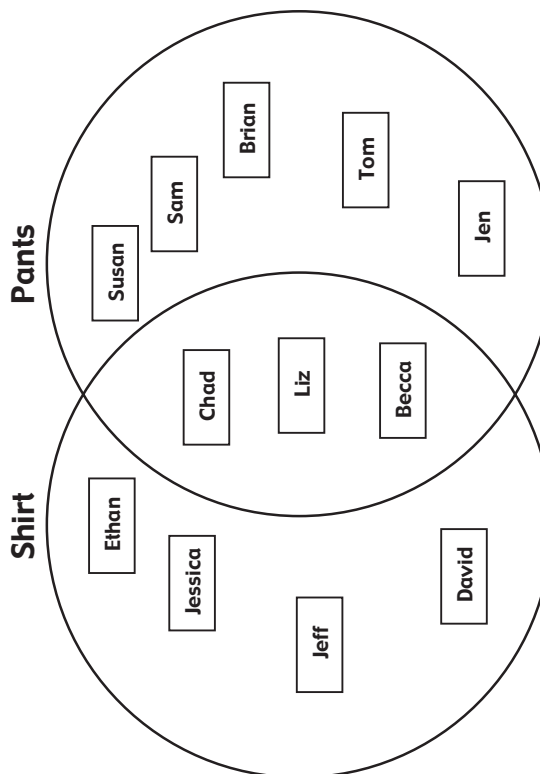 Shirt
Pants
Ethan
Jessica
Jeff
David
Chad
Liz
Becca
Susan
Sam
Brian
Tom
Jen